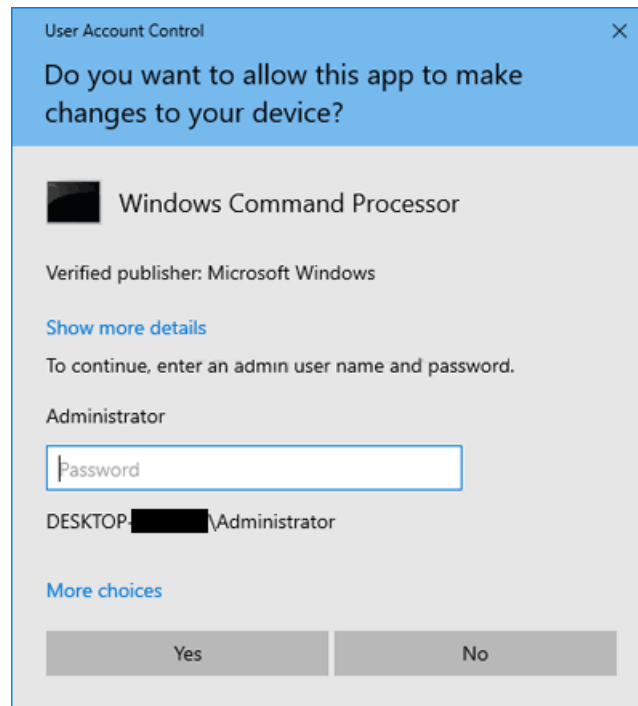 User Account Control
Do you want to allow this app to make
changes to your device?
Windows Command Processor
Verified publisher: Microsoft Windows
Show more details
To continue, enter an admin user name and password.
Administrator
Password
DESKTOP-\Administrator
More choices
Yes
No